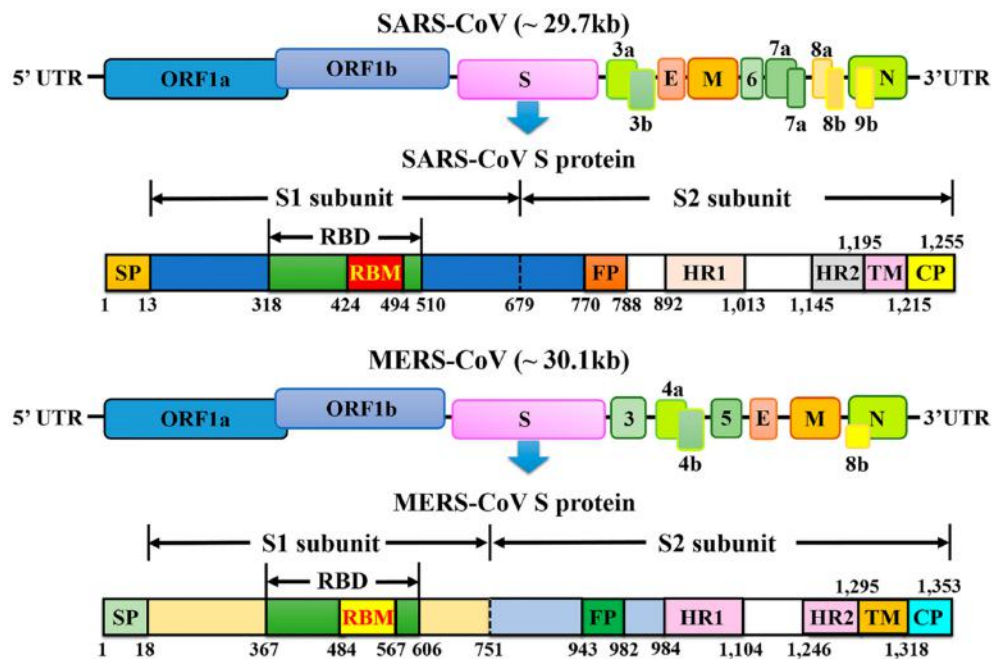 SARS-CoV (~ 29.7kb)
3a 7a 8a
5' UTR ORF1a ORF1b S E M 6 N 3'UTR
3b 7a 8b 9b
SARS-CoV S protein
S1 subunit S2 subunit
RBD 1,195 1,255
SP RBM FP HR1 HR2 TM CP
1 13 318 424 494 510 679 770 788 892 1,013 1,145 1,215
MERS-CoV (~ 30.1kb)
4a
5' UTR ORF1a ORF1b S 3 5 E M N 3'UTR
4b 8b
MERS-CoV S protein
S1 subunit S2 subunit
RBD 1,295 1,353
SP RBM FP HR1 HR2 TM CP
1 18 367 484 567 606 751 943 982 984 1,104 1,246 1,318